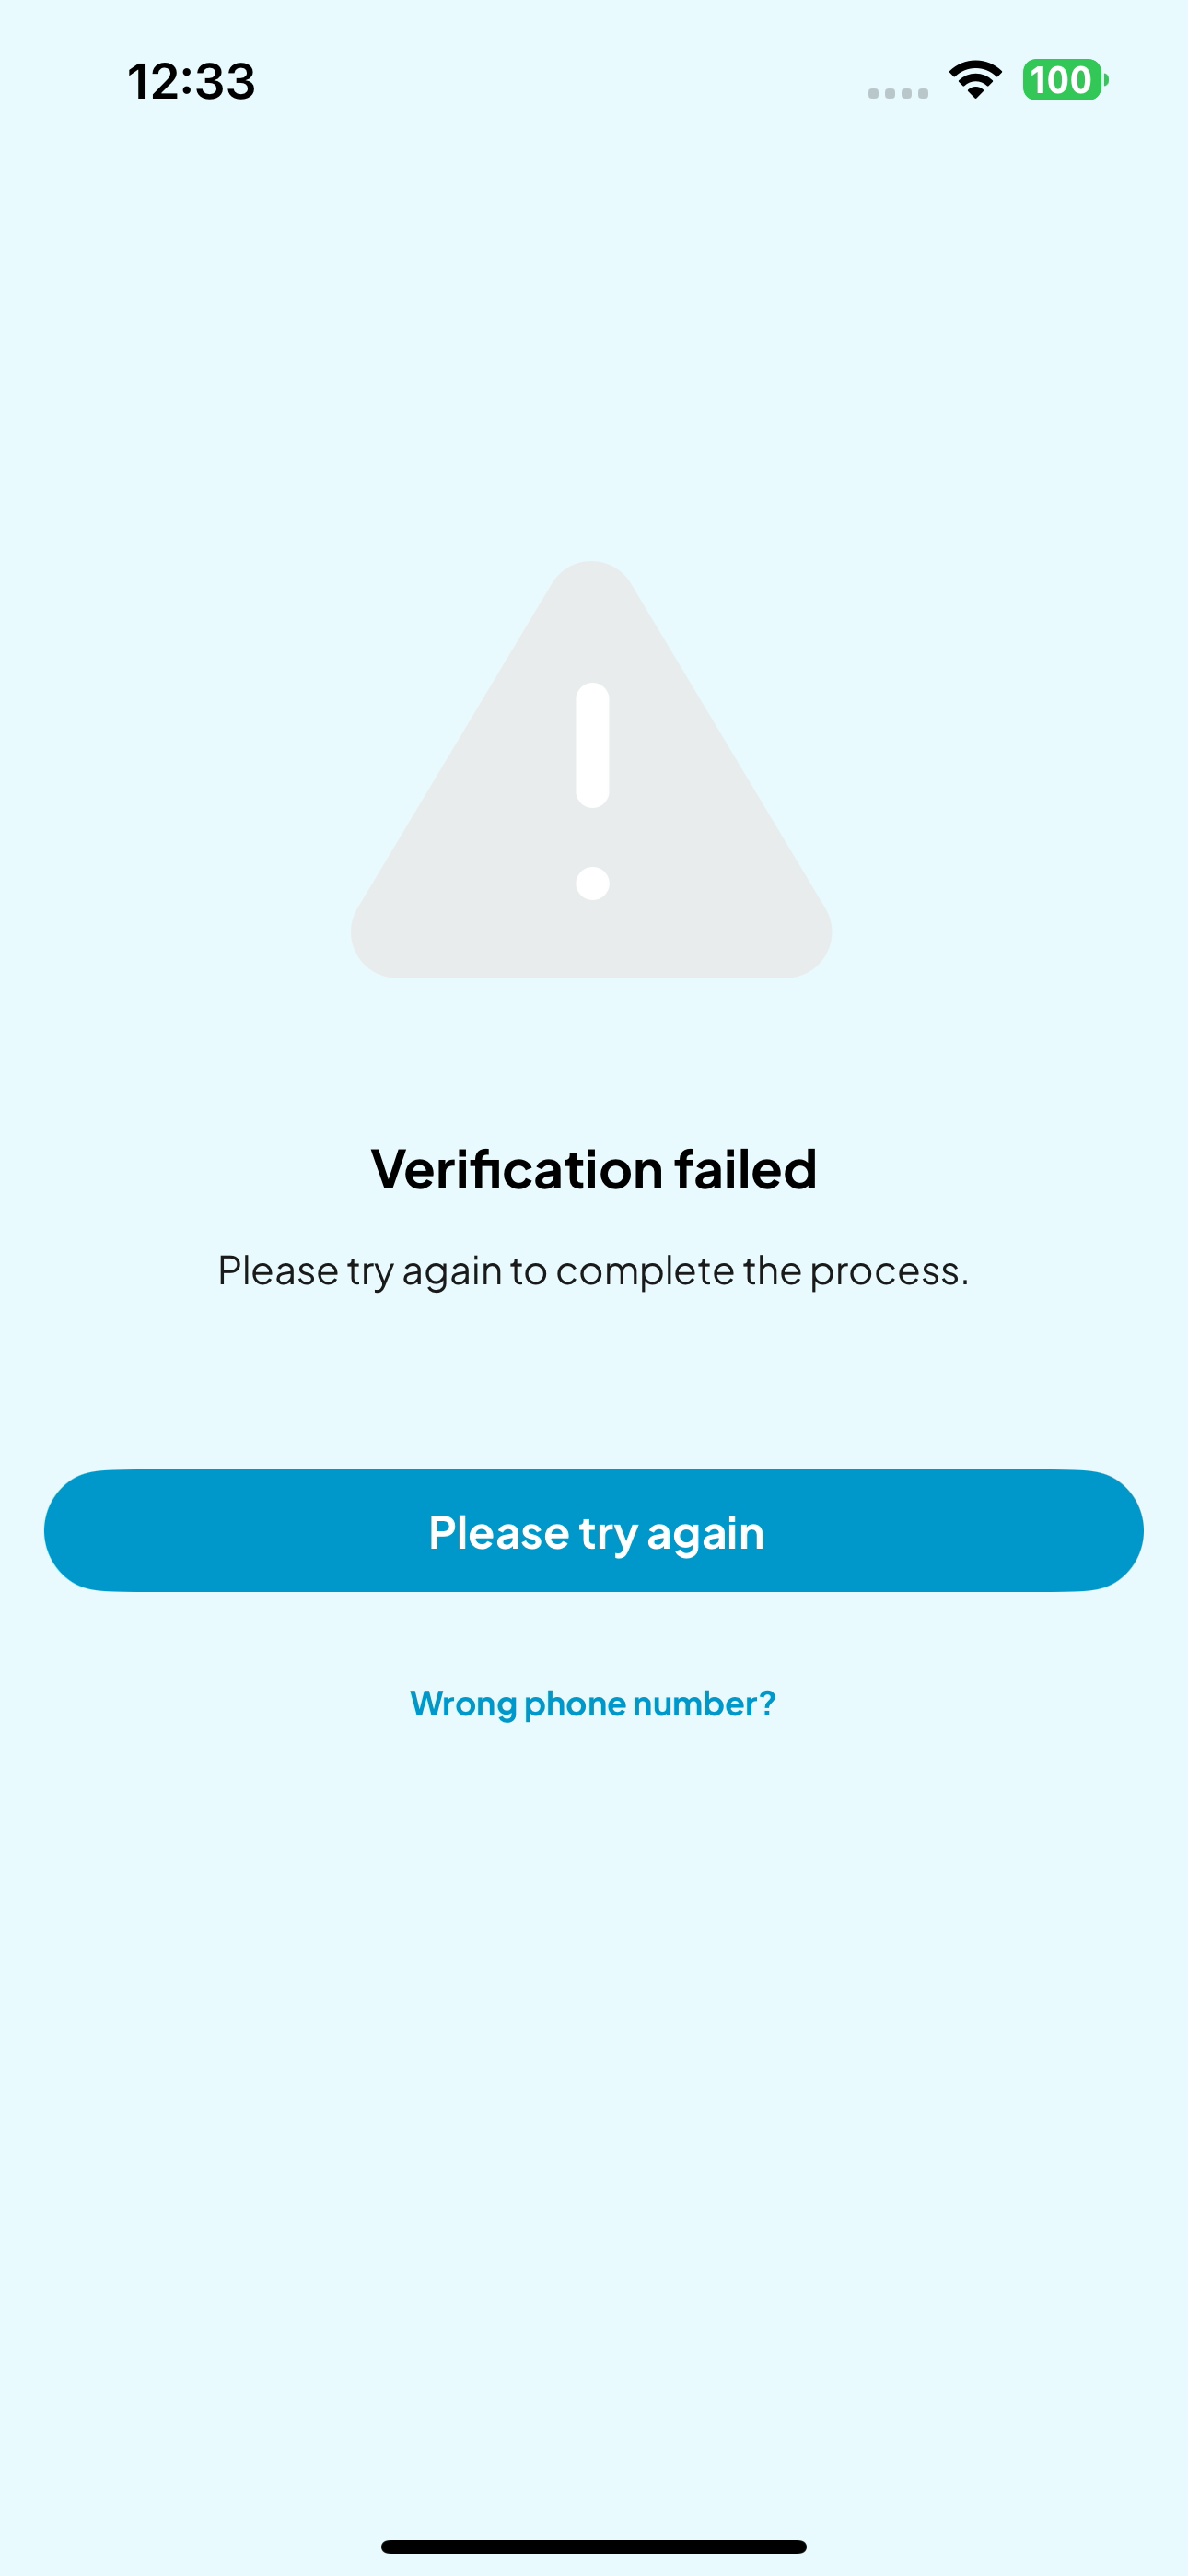 12:33
100
Verification failed
Please try again to complete the process.
Please try again
Wrong phone number?